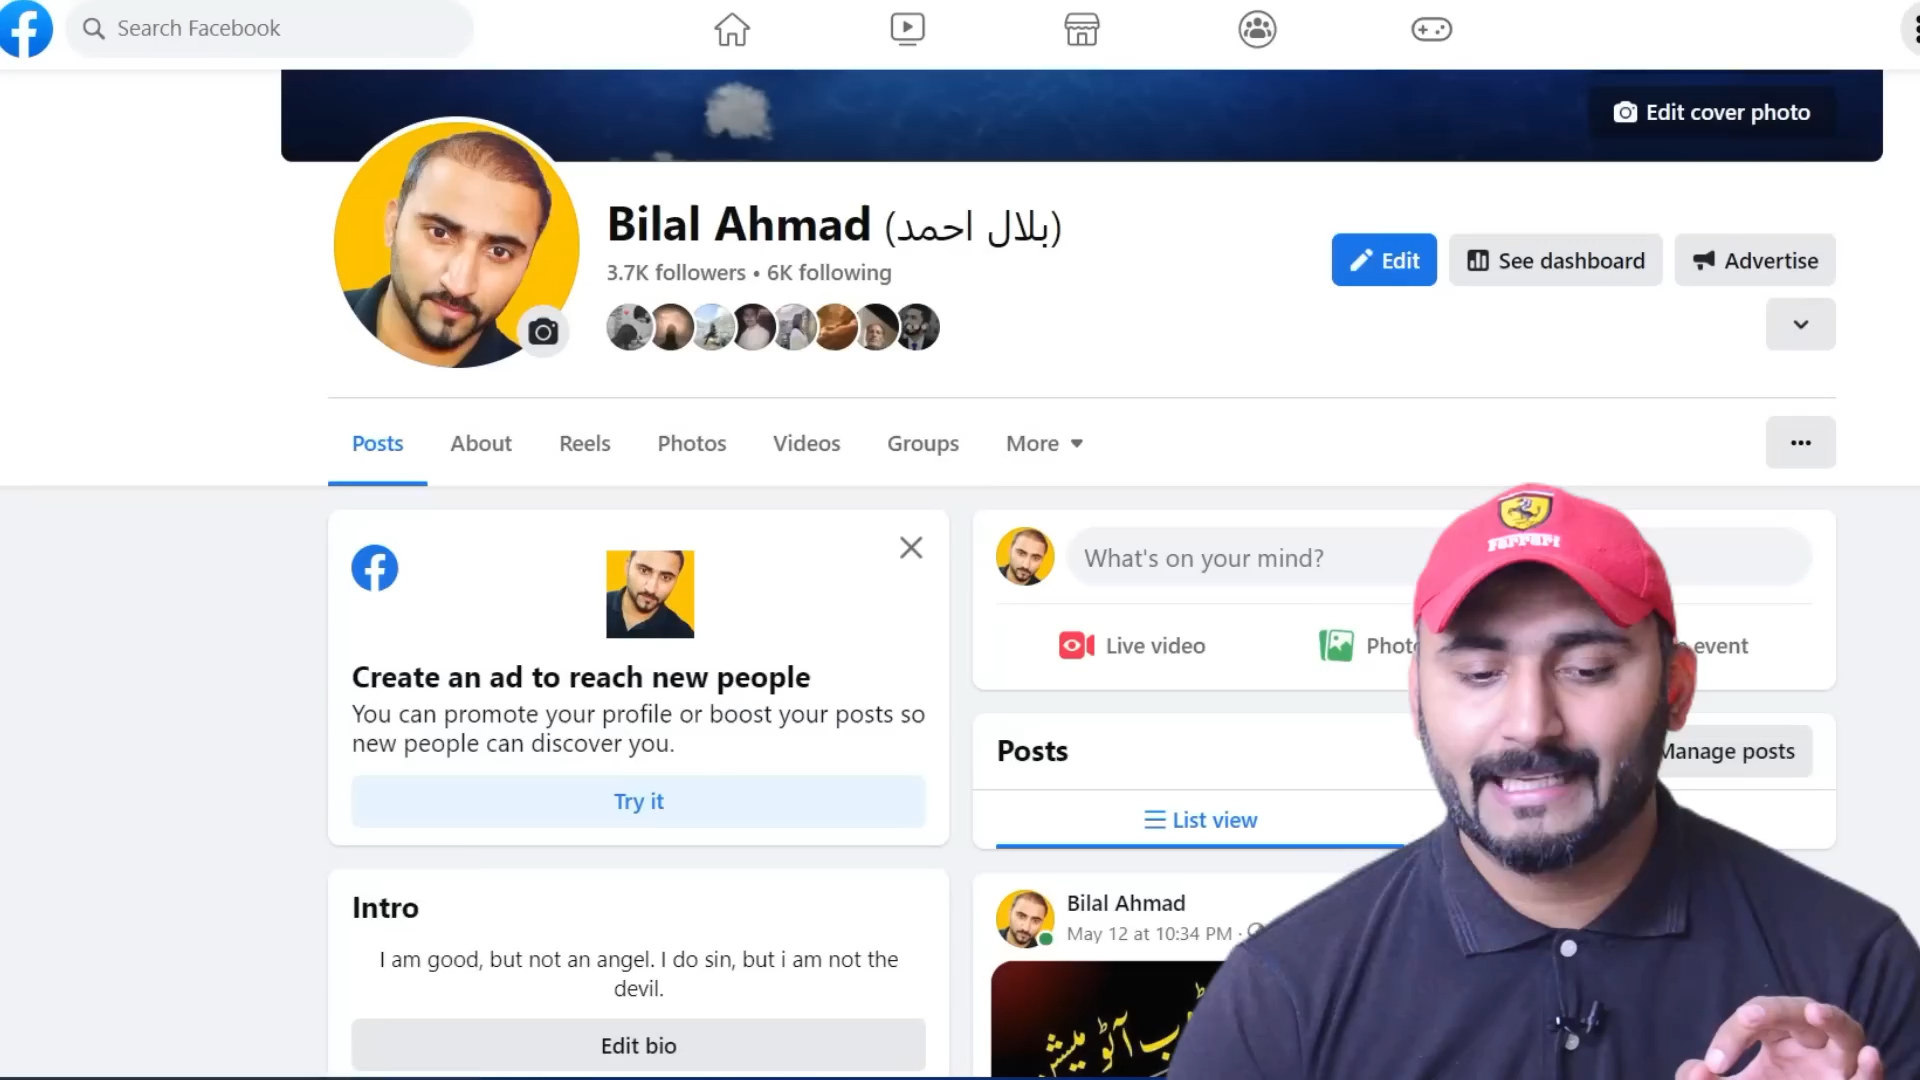 Search Facebook
Edit cover photo
Bilal Ahmad (بلال احمد)
3.7K followers • 6K following
Edit
See dashboard
Advertise
Posts
About
Reels
Photos
Videos
Groups
More
Create an ad to reach new people
You can promote your profile or boost your posts so
new people can discover you.
Try it
Intro
I am good, but not an angel. I do sin, but i am not the
devil.
Edit bio
What's on your mind?
Live video
event
Posts
Manage posts
List view
Bilal Ahmad
May 12 at 10:34 PM ·
آٹو میشن
Ferrari